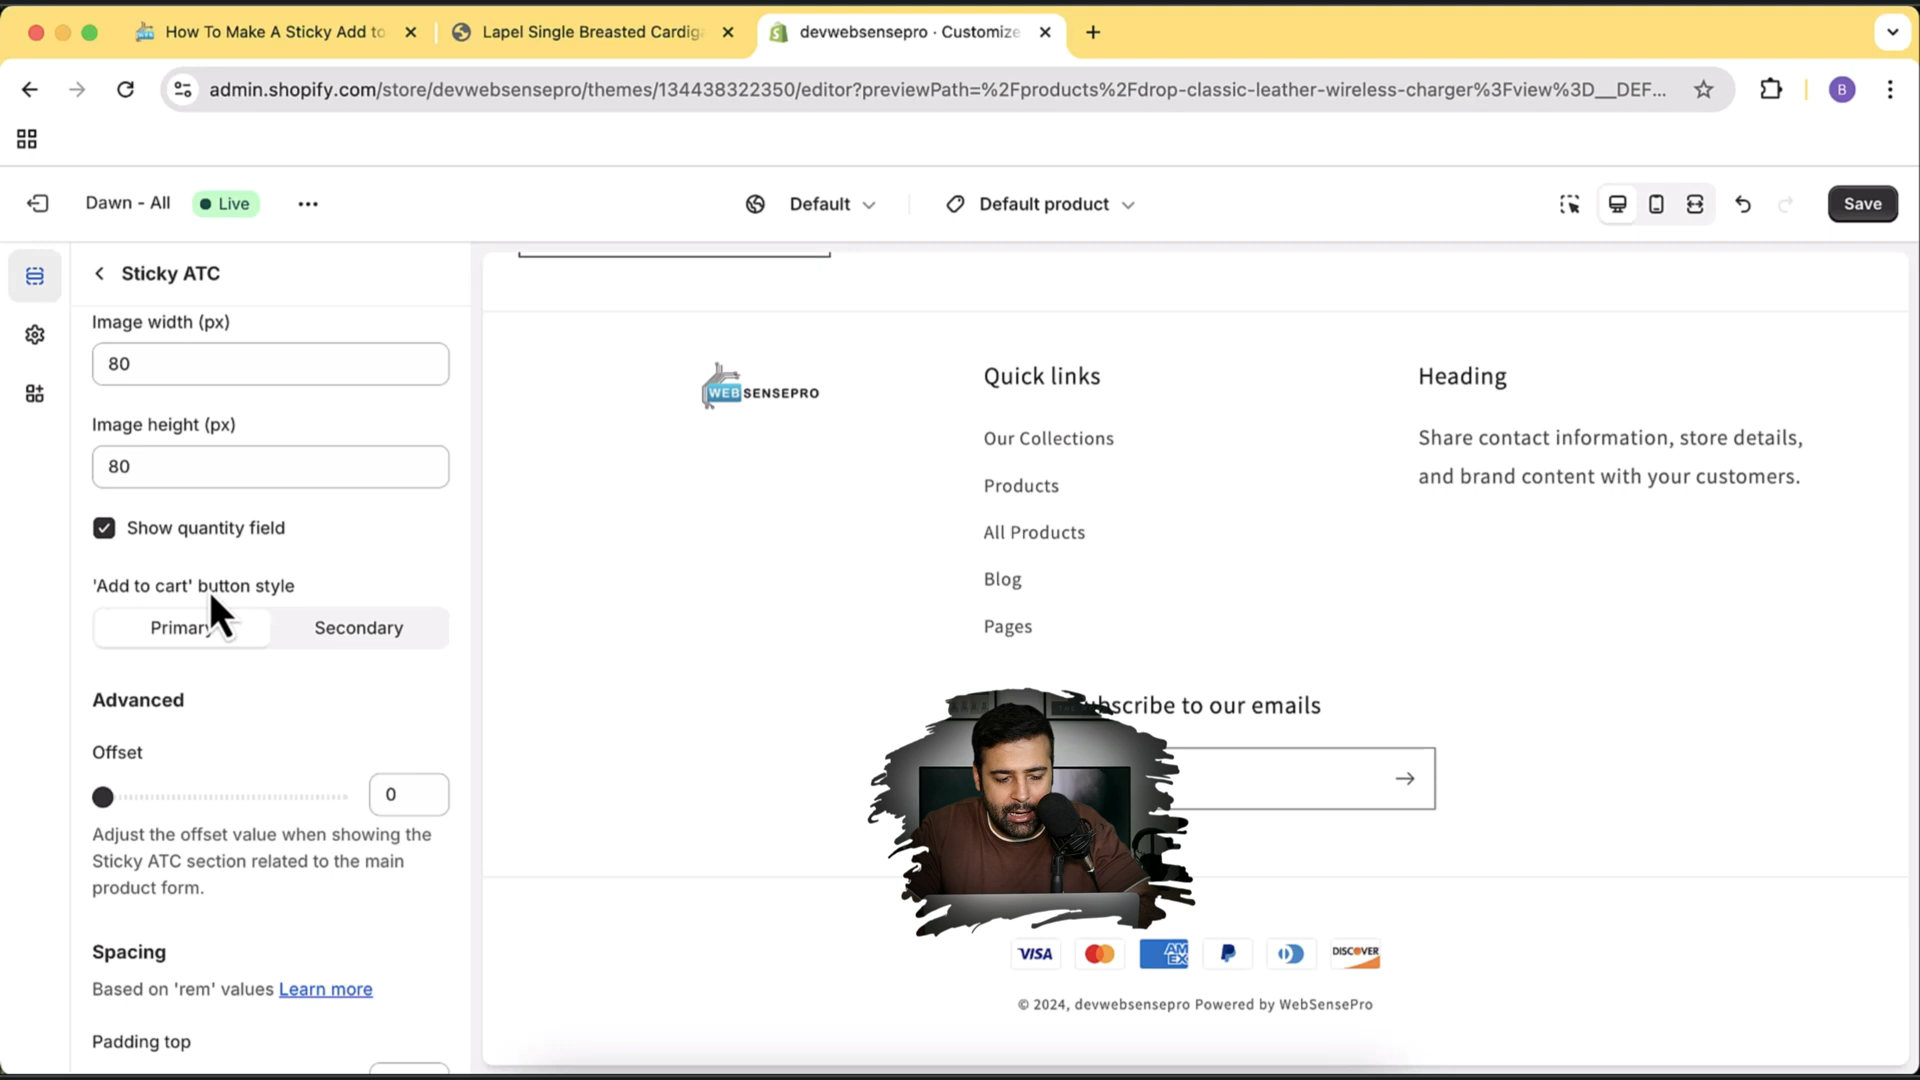 How To Make A Sticky Add to
Lapel Single Breasted Cardig
devwebsensepro · Customize
admin.shopify.com/store/devwebsensepro/themes/134438322350/editor?previewPath=%2Fproducts%2Fdrop-classic-leather-wireless-charger%3Fview%3D__DEF...
B
Dawn - All
Live
Default
Default product
Save
Sticky ATC
Image width (px)
80
Image height (px)
80
Show quantity field
'Add to cart' button style
Primary
Secondary
Advanced
Offset
0
Adjust the offset value when showing the
Sticky ATC section related to the main
product form.
Spacing
Based on 'rem' values Learn more
Padding top
WEB SENSEPRO
Quick links
Our Collections
Products
All Products
Blog
Pages
Heading
Share contact information, store details,
and brand content with your customers.
bscribe to our emails
VISA
AM
EX
DISCOVER
© 2024, devwebsensepro Powered by WebSensePro